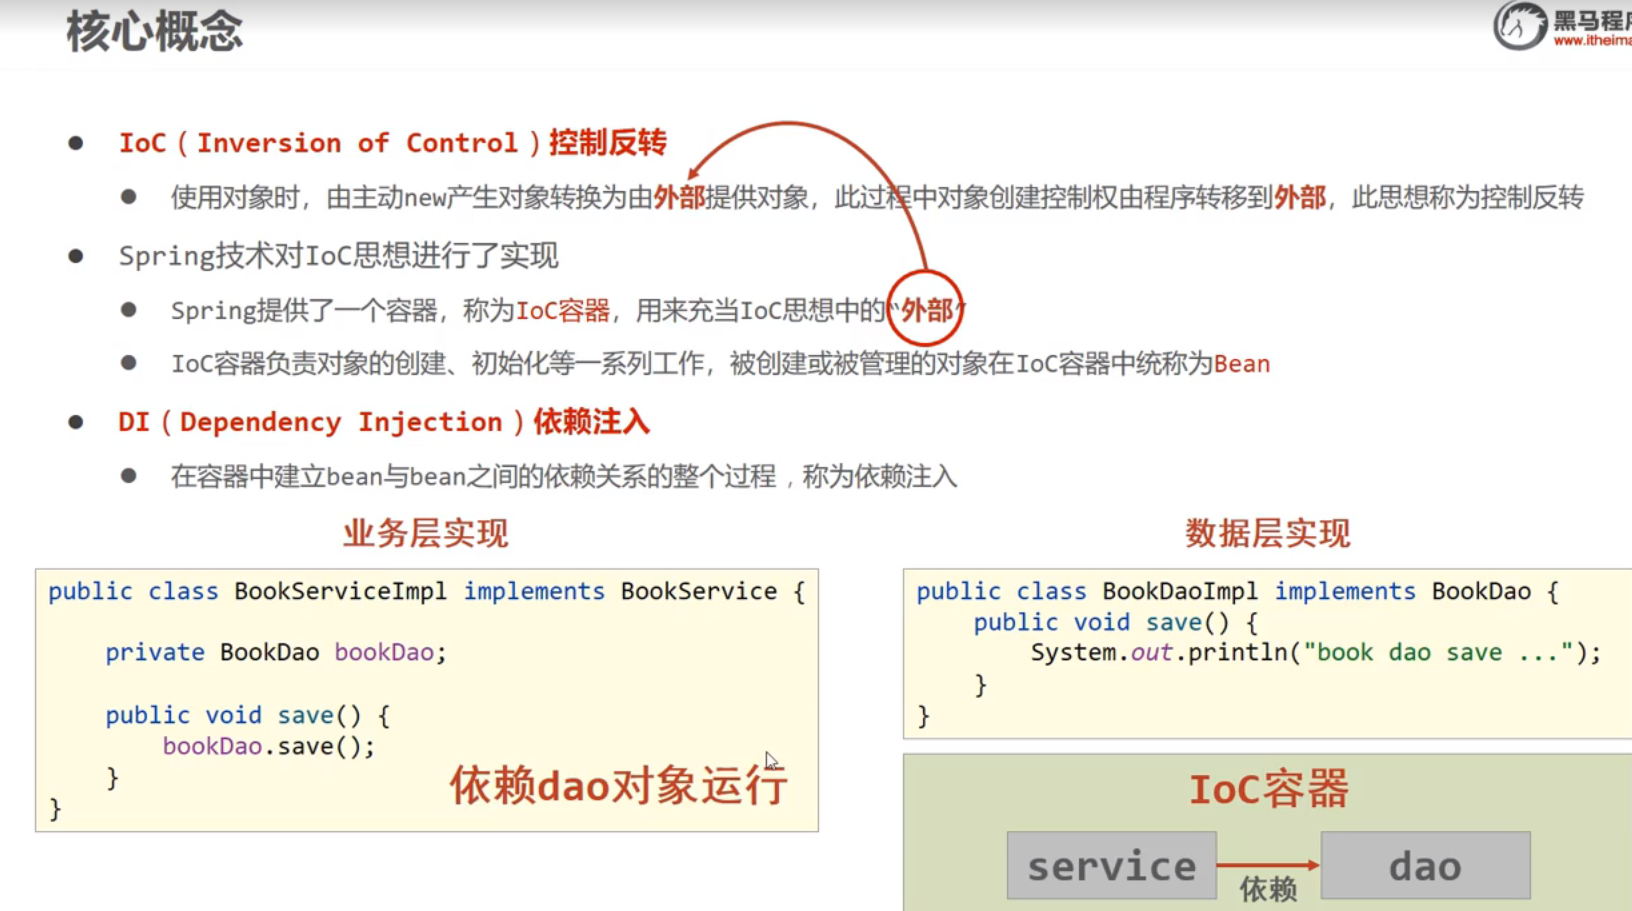 核心概念
黑马程序
www.itheima
IoC（Inversion of Control）控制反转
使用对象时，由主动new产生对象转换为由外部提供对象，此过程中对象创建控制权由程序转移到外部，此思想称为控制反转
Spring技术对IoC思想进行了实现
Spring提供了一个容器，称为IoC容器，用来充当IoC思想中的“外部”
IoC容器负责对象的创建、初始化等一系列工作，被创建或被管理的对象在IoC容器中统称为Bean
DI（Dependency Injection）依赖注入
在容器中建立bean与bean之间的依赖关系的整个过程，称为依赖注入
业务层实现
public class BookServiceImpl implements BookService {
private BookDao bookDao;
public void save() {
bookDao.save();
}
}
依赖dao对象运行
数据层实现
public class BookDaoImpl implements BookDao {
public void save() {
System.out.println("book dao save ...");
}
}
IoC容器
service
依赖
dao